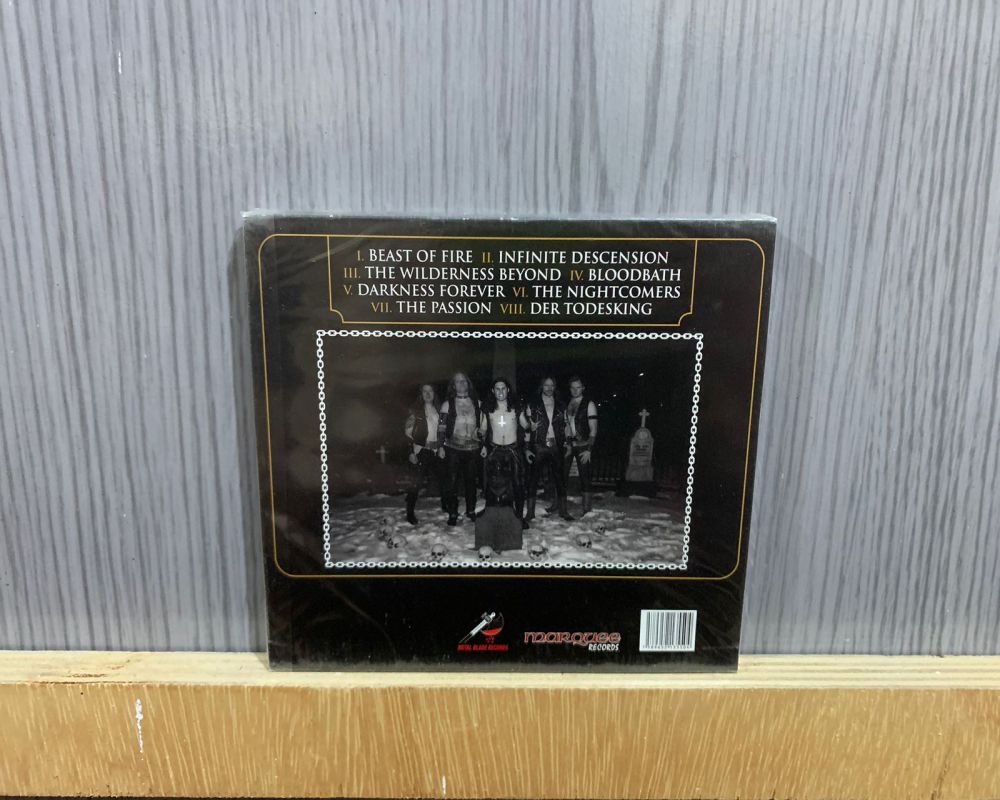 I. BEAST OF FIRE II. INFINITE DESCENSION
III. THE WILDERNESS BEYOND IV. BLOODBATH
V. DARKNESS FOREVER VI. THE NIGHTCOMERS
VII. THE PASSION VIII. DER TODESKING
METAL BLADE RECORDS
MARQUEE
RECORDS